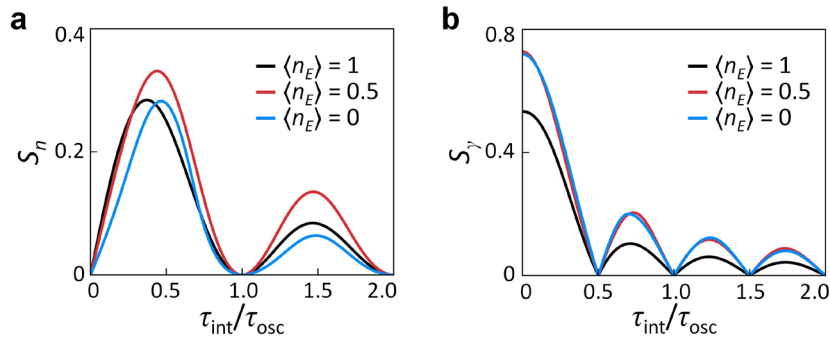 a
0.4
0.2
0
S_n
⟨n_E⟩ = 1
⟨n_E⟩ = 0.5
⟨n_E⟩ = 0
0 0.5 1.0 1.5 2.0
τ_int/τ_osc
b
0.8
0.4
0
S_γ
⟨n_E⟩ = 1
⟨n_E⟩ = 0.5
⟨n_E⟩ = 0
0 0.5 1.0 1.5 2.0
τ_int/τ_osc